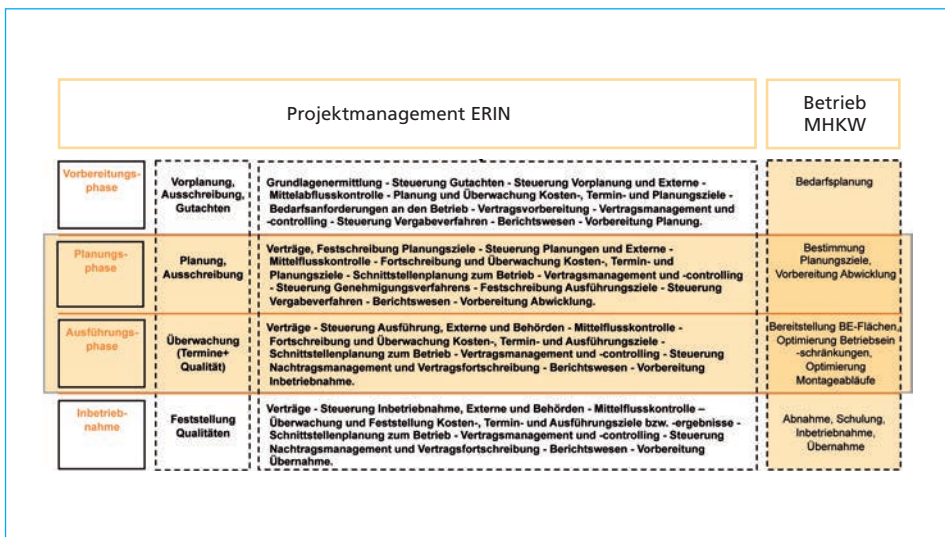 Projektmanagement ERIN
Betrieb
MHKW
Vorbereitungs-
phase
Vorplanung,
Ausschreibung,
Gutachten
Grundlagenermittlung - Steuerung Gutachten - Steuerung Vorplanung und Externe -
Mittelabflusskontrolle - Planung und Überwachung Kosten-, Termin- und Planungsziele -
Bedarfsanforderungen an den Betrieb - Vertragsvorbereitung - Vertragsmanagement und
-controlling - Steuerung Vergabeverfahren - Berichtswesen - Vorbereitung Planung.
Bedarfsplanung
Planungs-
phase
Planung,
Ausschreibung
Verträge, Festschreibung Planungsziele - Steuerung Planungen und Externe -
Mittelflusskontrolle - Fortschreibung und Überwachung Kosten-, Termin- und
Planungsziele - Schnittstellenplanung zum Betrieb - Vertragsmanagement und -controlling
- Steuerung Genehmigungsverfahrens - Festschreibung Ausführungsziele - Steuerung
Vergabeverfahren - Berichtswesen - Vorbereitung Abwicklung.
Bestimmung
Planungsziele,
Vorbereitung Abwicklung
Ausführungs-
phase
Überwachung
(Termine+
Qualität)
Verträge - Steuerung Ausführung, Externe und Behörden - Mittelflusskontrolle -
Fortschreibung und Überwachung Kosten-, Termin- und Ausführungsziele -
Schnittstellenplanung zum Betrieb - Vertragsmanagement und -controlling - Steuerung
Nachtragsmanagement und Vertragsfortschreibung - Berichtswesen - Vorbereitung
Inbetriebnahme.
Bereitstellung BE-Flächen,
Optimierung Betriebsein
-schränkungen,
Optimierung
Montageabläufe
Inbetrieb-
nahme
Feststellung
Qualitäten
Verträge - Steuerung Inbetriebnahme, Externe und Behörden - Mittelflusskontrolle –
Überwachung und Feststellung Kosten-, Termin- und Ausführungsziele bzw. -ergebnisse -
Schnittstellenplanung zum Betrieb - Vertragsmanagement und -controlling - Steuerung
Nachtragsmanagement und Vertragsfortschreibung - Berichtswesen - Vorbereitung
Übernahme.
Abnahme, Schulung,
Inbetriebnahme,
Übernahme